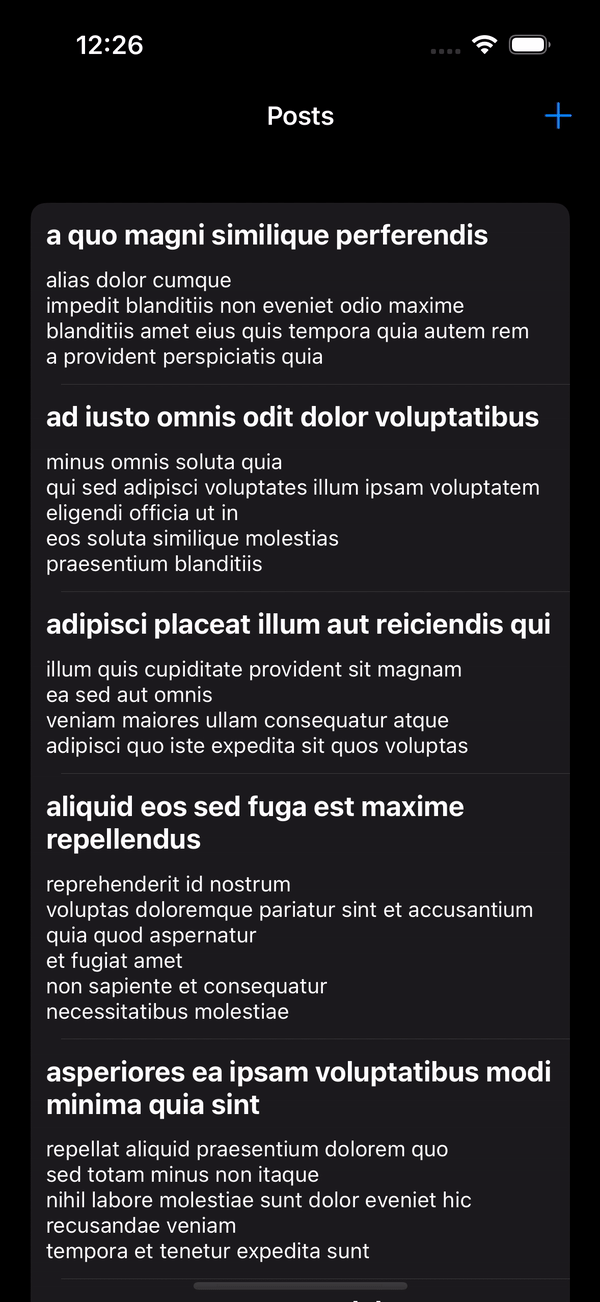 12:26
Posts
a quo magni similique perferendis
alias dolor cumque
impedit blanditiis non eveniet odio maxime
blanditiis amet eius quis tempora quia autem rem
a provident perspiciatis quia
ad iusto omnis odit dolor voluptatibus
minus omnis soluta quia
qui sed adipisci voluptates illum ipsam voluptatem
eligendi officia ut in
eos soluta similique molestias
praesentium blanditiis
adipisci placeat illum aut reiciendis qui
illum quis cupiditate provident sit magnam
ea sed aut omnis
veniam maiores ullam consequatur atque
adipisci quo iste expedita sit quos voluptas
aliquid eos sed fuga est maxime
repellendus
reprehenderit id nostrum
voluptas doloremque pariatur sint et accusantium
quia quod aspernatur
et fugiat amet
non sapiente et consequatur
necessitatibus molestiae
asperiores ea ipsam voluptatibus modi
minima quia sint
repellat aliquid praesentium dolorem quo
sed totam minus non itaque
nihil labore molestiae sunt dolor eveniet hic
recusandae veniam
tempora et tenetur expedita sunt